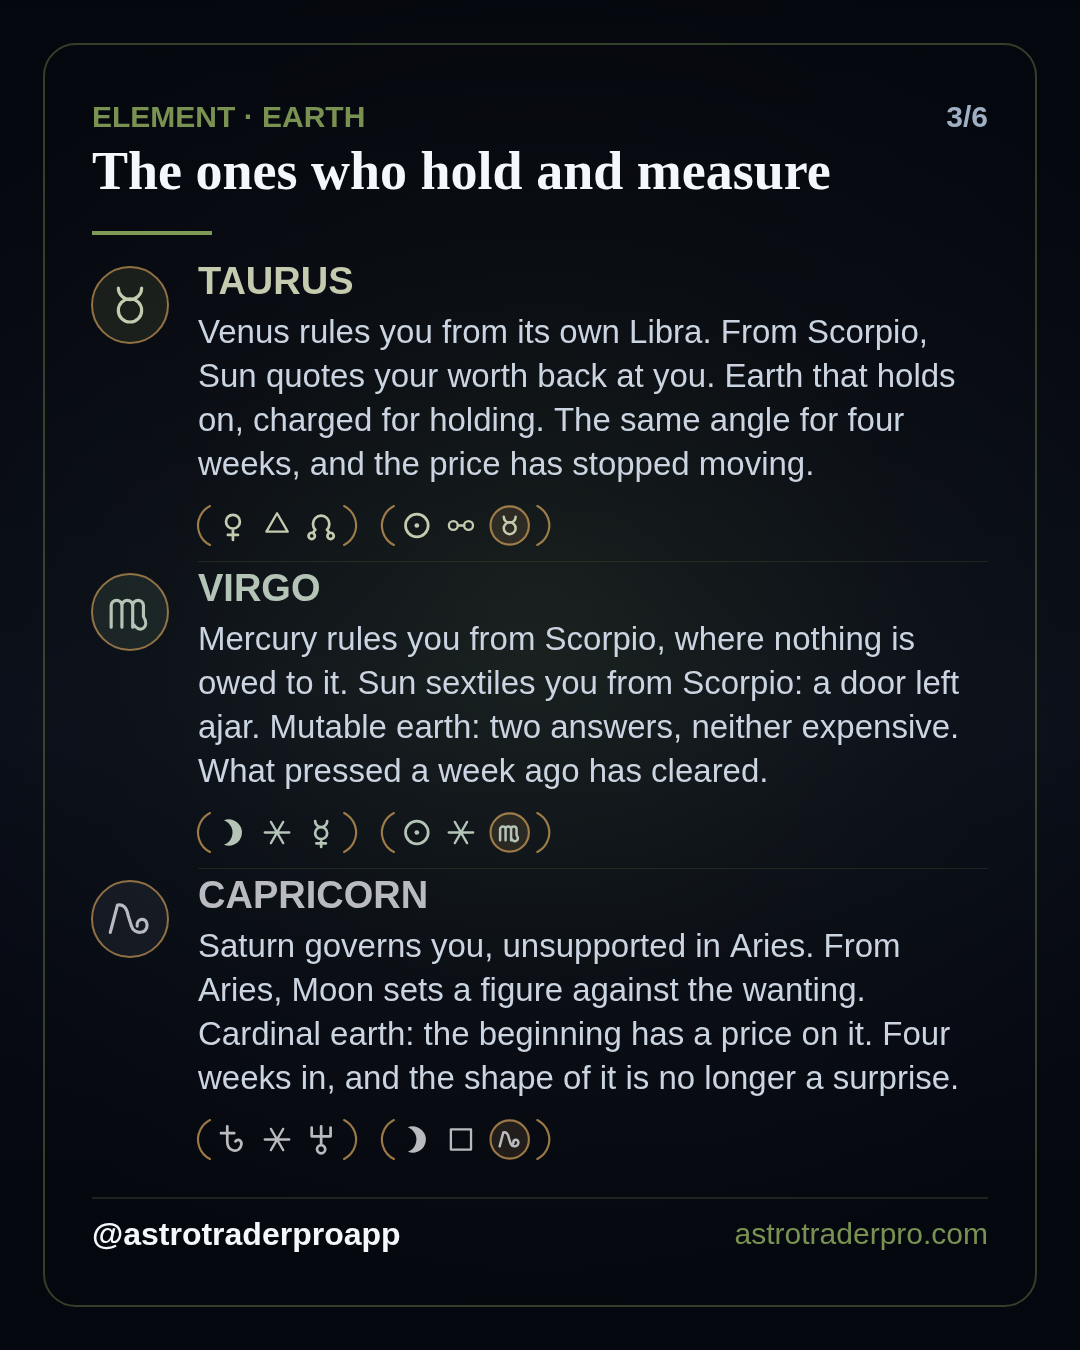 ELEMENT · EARTH
3/6
The ones who hold and measure
TAURUS
Venus rules you from its own Libra. From Scorpio,
Sun quotes your worth back at you. Earth that holds
on, charged for holding. The same angle for four
weeks, and the price has stopped moving.
VIRGO
Mercury rules you from Scorpio, where nothing is
owed to it. Sun sextiles you from Scorpio: a door left
ajar. Mutable earth: two answers, neither expensive.
What pressed a week ago has cleared.
CAPRICORN
Saturn governs you, unsupported in Aries. From
Aries, Moon sets a figure against the wanting.
Cardinal earth: the beginning has a price on it. Four
weeks in, and the shape of it is no longer a surprise.
@astrotraderproapp
astrotraderpro.com